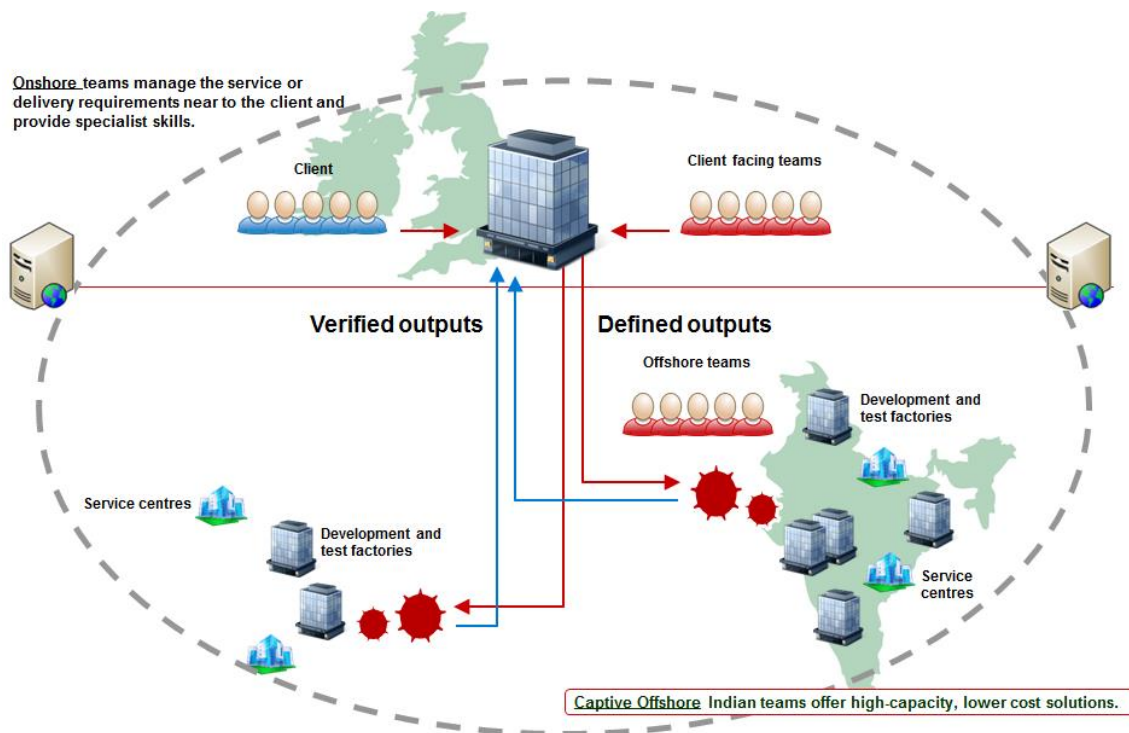 Onshore teams manage the service or
delivery requirements near to the client and
provide specialist skills.
Client
Client facing teams
Verified outputs
Defined outputs
Offshore teams
Development and
test factories
Service centres
Development and
test factories
Service
centres
Captive Offshore Indian teams offer high-capacity, lower cost solutions.